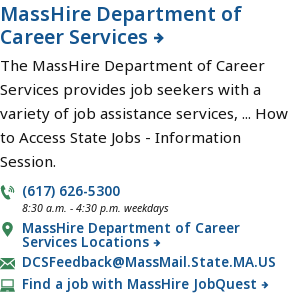 MassHire Department of
Career Services →
The MassHire Department of Career
Services provides job seekers with a
variety of job assistance services, ... How
to Access State Jobs - Information
Session.
(617) 626-5300
8:30 a.m. - 4:30 p.m. weekdays
MassHire Department of Career
Services Locations →
DCSFeedback@MassMail.State.MA.US
Find a job with MassHire JobQuest →